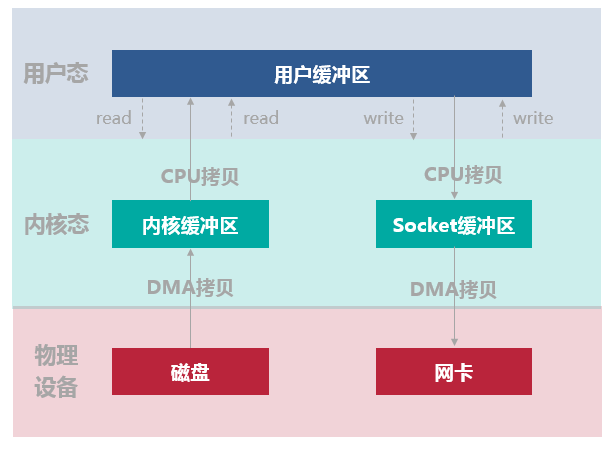 用户态
用户缓冲区
read
read
write
write
CPU拷贝
CPU拷贝
内核态
内核缓冲区
Socket缓冲区
DMA拷贝
DMA拷贝
物理
设备
磁盘
网卡